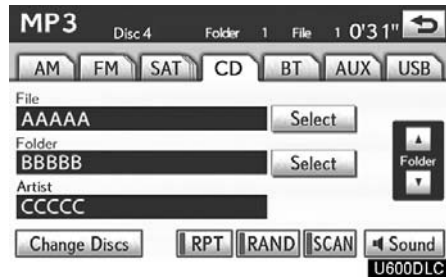 MP3 Disc 4 Folder 1 File 1 0'31"
AM FM SAT CD BT AUX USB
File
AAAAA Select
Folder
BBBBB Select
Folder
Artist
CCCCC
Change Discs RPT RAND SCAN Sound
U600DLC